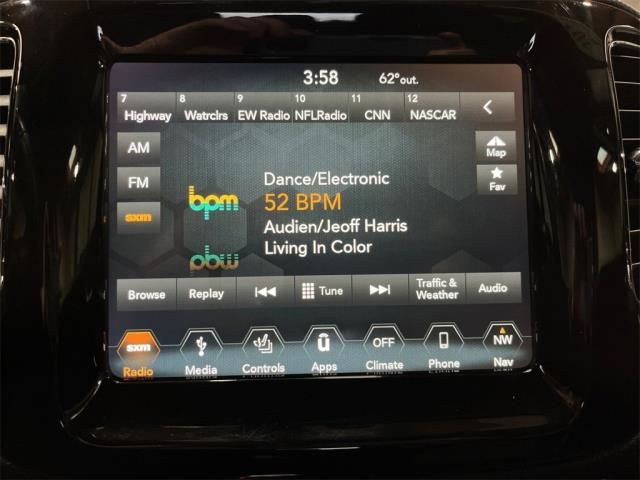 3:58 62°out.
7 8 9 10 11 12
Highway Watrclrs EW Radio NFLRadio CNN NASCAR
AM
Map
FM
Fav
sxm
bpm
Dance/Electronic
52 BPM
Audien/Jeoff Harris
Living In Color
Browse Replay Tune Traffic & Weather Audio
sxm OFF NW
Radio Media Controls Apps Climate Phone Nav